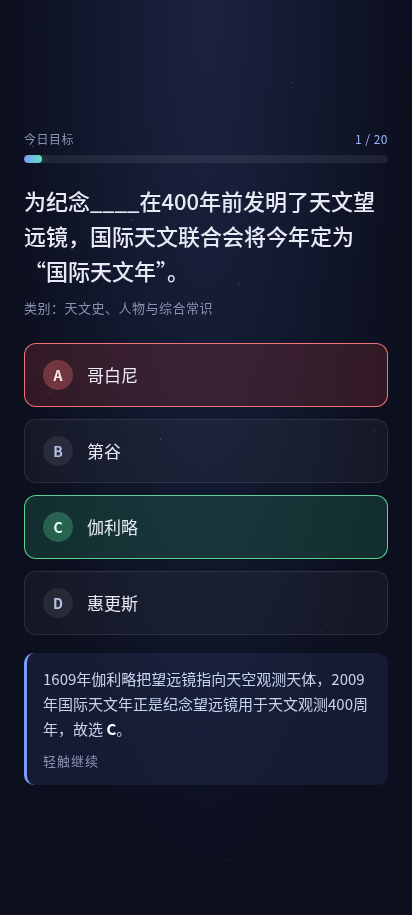 今日目标
1 / 20
为纪念____在400年前发明了天文望
远镜，国际天文联合会将今年定为
“国际天文年”。
类别：天文史、人物与综合常识
A 哥白尼
B 第谷
C 伽利略
D 惠更斯
1609年伽利略把望远镜指向天空观测天体，2009
年国际天文年正是纪念望远镜用于天文观测400周
年，故选 C。
轻触继续